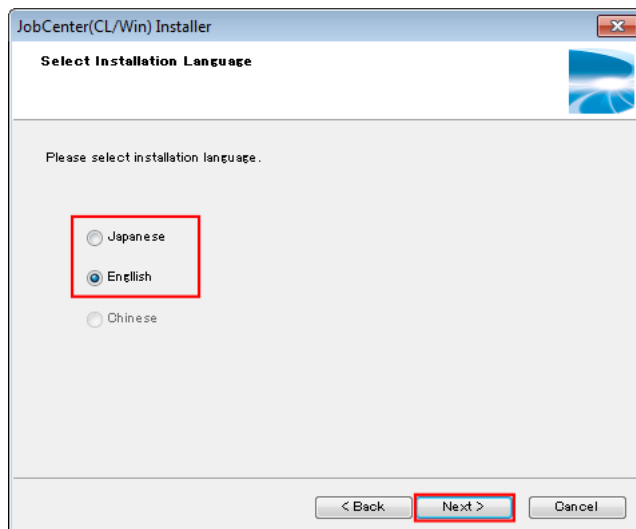 JobCenter(CL/Win) Installer
Select Installation Language
Please select installation language.
Japanese
Engllish
Chinese
< Back Next > Cancel